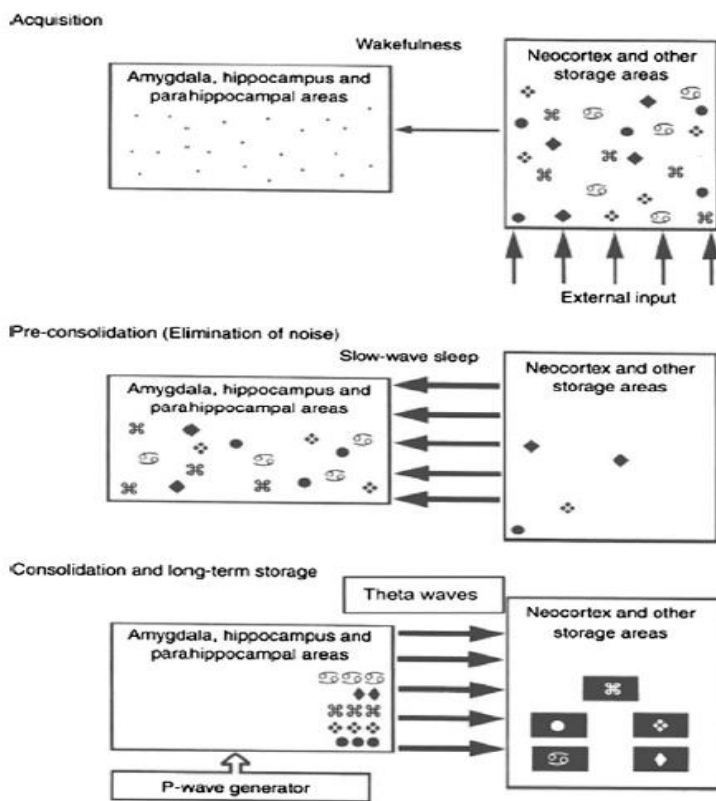 Acquisition
Wakefulness
Neocortex and other
storage areas
Amygdala, hippocampus and
parahippocampal areas
External input
Pre-consolidation (Elimination of noise)
Slow-wave sleep
Neocortex and other
storage areas
Amygdala, hippocampus and
parahippocampal areas
Consolidation and long-term storage
Theta waves
Neocortex and other
storage areas
Amygdala, hippocampus and
parahippocampal areas
P-wave generator